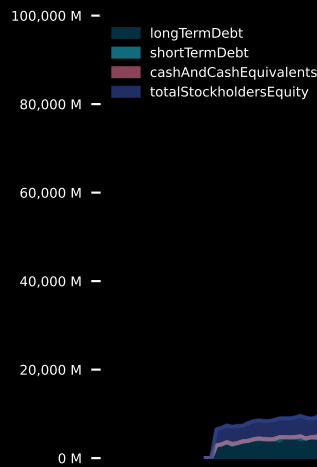 100,000 M
longTermDebt
shortTermDebt
cashAndCashEquivalents
totalStockholdersEquity
80,000 M
60,000 M
40,000 M
20,000 M
0 M